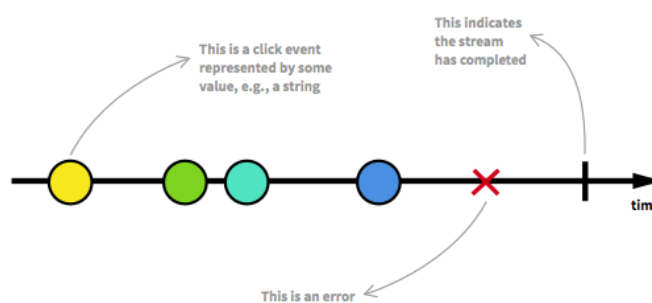 This indicates
the stream
has completed
This is a click event
represented by some
value, e.g., a string
tim
This is an error